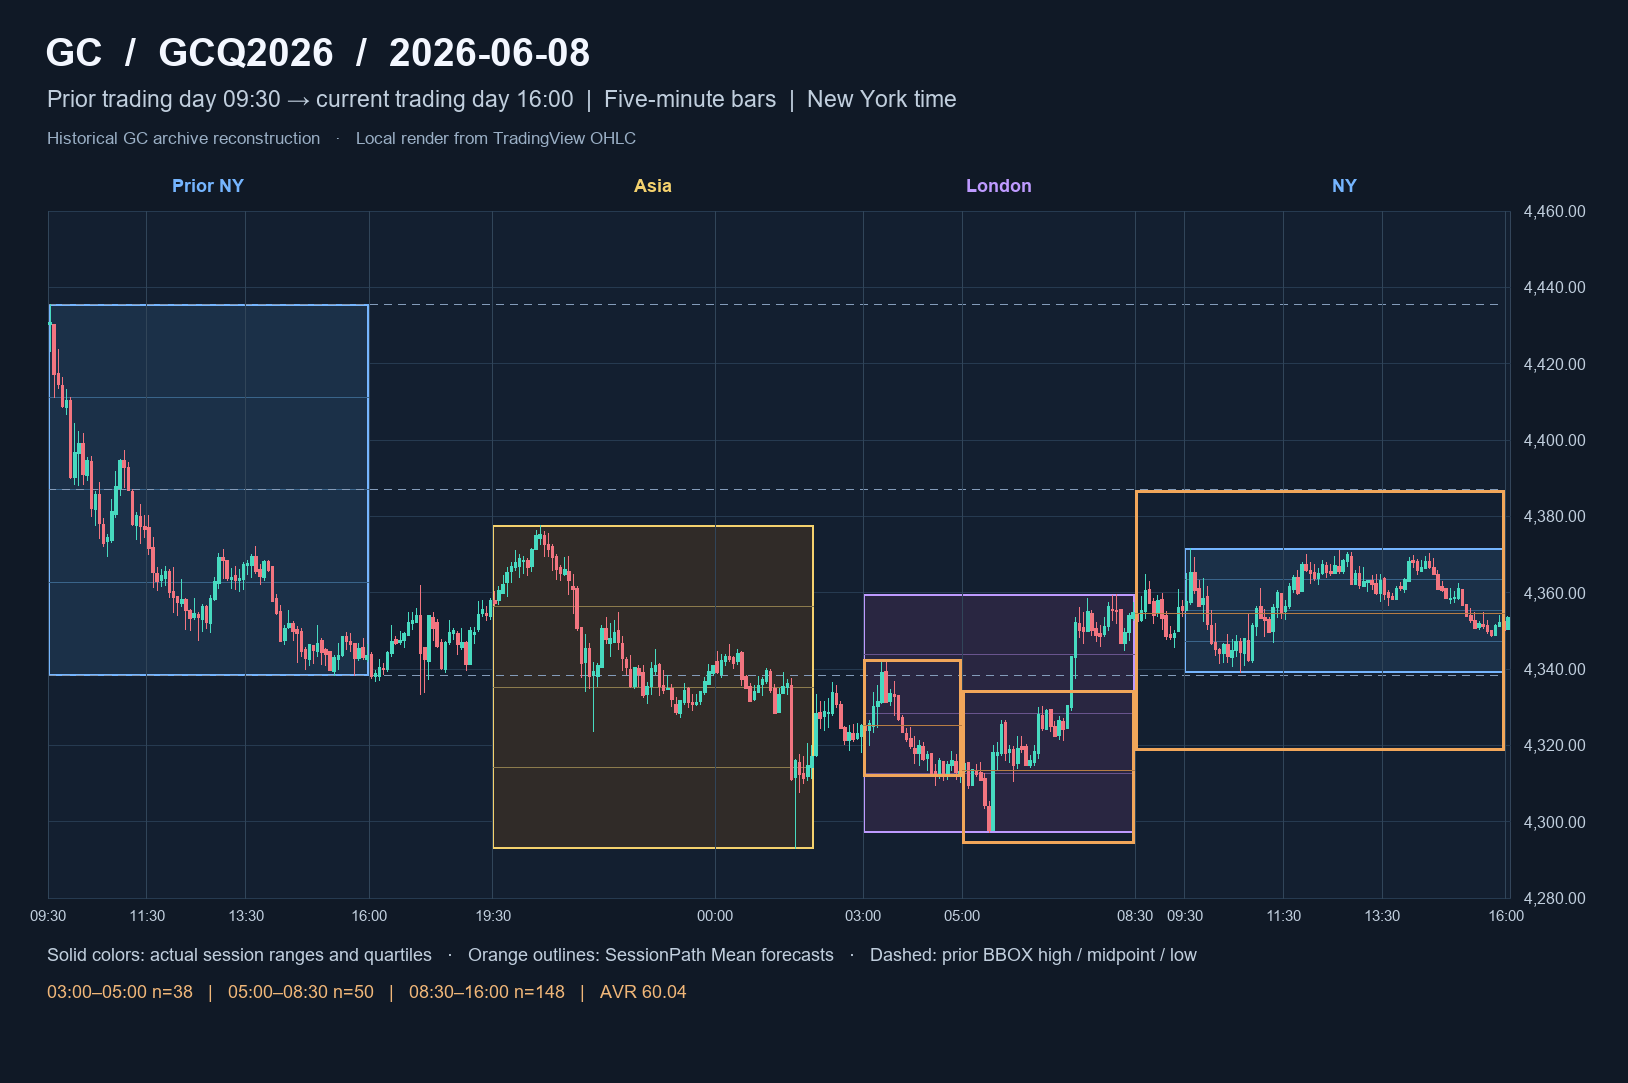 GC / GCQ2026 / 2026-06-08
Prior trading day 09:30 → current trading day 16:00 | Five-minute bars | New York time
Historical GC archive reconstruction · Local render from TradingView OHLC
Prior NY Asia London NY
4,460.00
4,440.00
4,420.00
4,400.00
4,380.00
4,360.00
4,340.00
4,320.00
4,300.00
4,280.00
09:30 11:30 13:30 16:00 19:30 00:00 03:00 05:00 08:30 09:30 11:30 13:30 16:00
Solid colors: actual session ranges and quartiles · Orange outlines: SessionPath Mean forecasts · Dashed: prior BBOX high / midpoint / low
03:00–05:00 n=38 | 05:00–08:30 n=50 | 08:30–16:00 n=148 | AVR 60.04